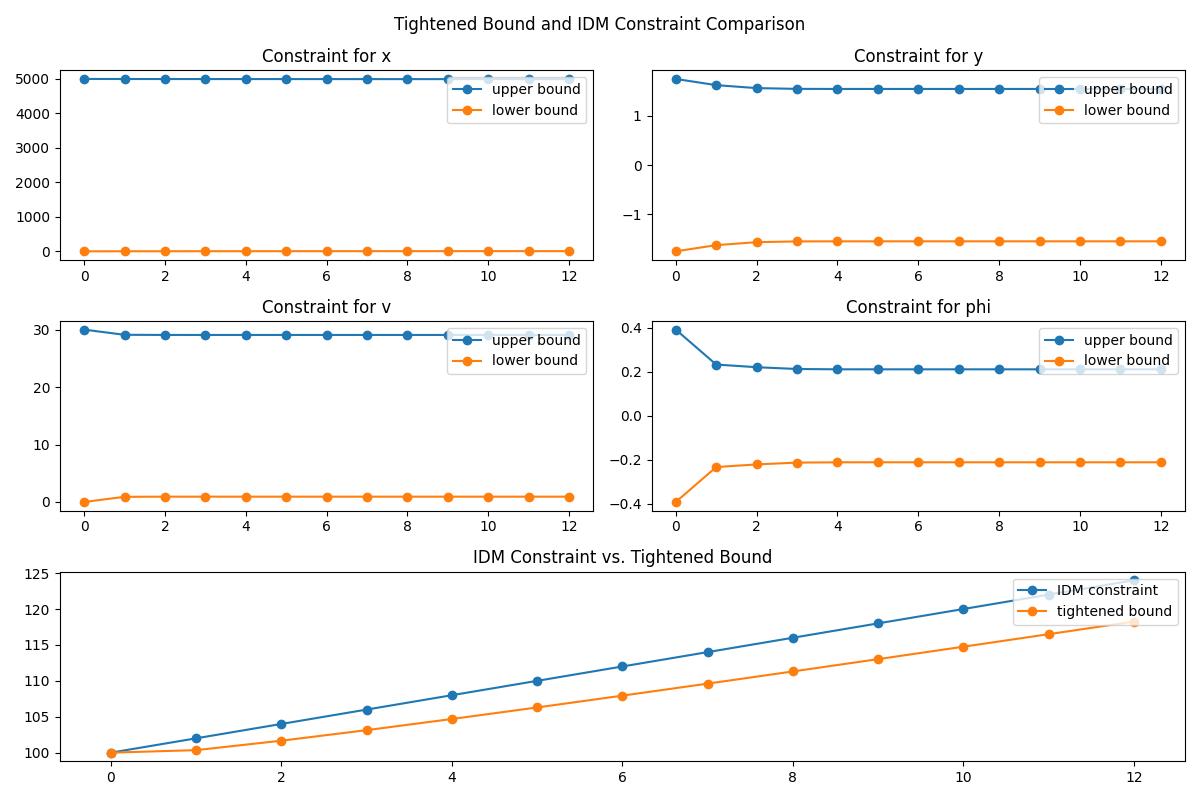 Tightened Bound and IDM Constraint Comparison
Constraint for x
5000
4000
3000
2000
1000
0
upper bound
lower bound
0 2 4 6 8 10 12
Constraint for y
1
0
−1
upper bound
lower bound
0 2 4 6 8 10 12
Constraint for v
30
20
10
0
upper bound
lower bound
0 2 4 6 8 10 12
Constraint for phi
0.4
0.2
0.0
−0.2
−0.4
upper bound
lower bound
0 2 4 6 8 10 12
IDM Constraint vs. Tightened Bound
125
120
115
110
105
100
IDM constraint
tightened bound
0 2 4 6 8 10 12